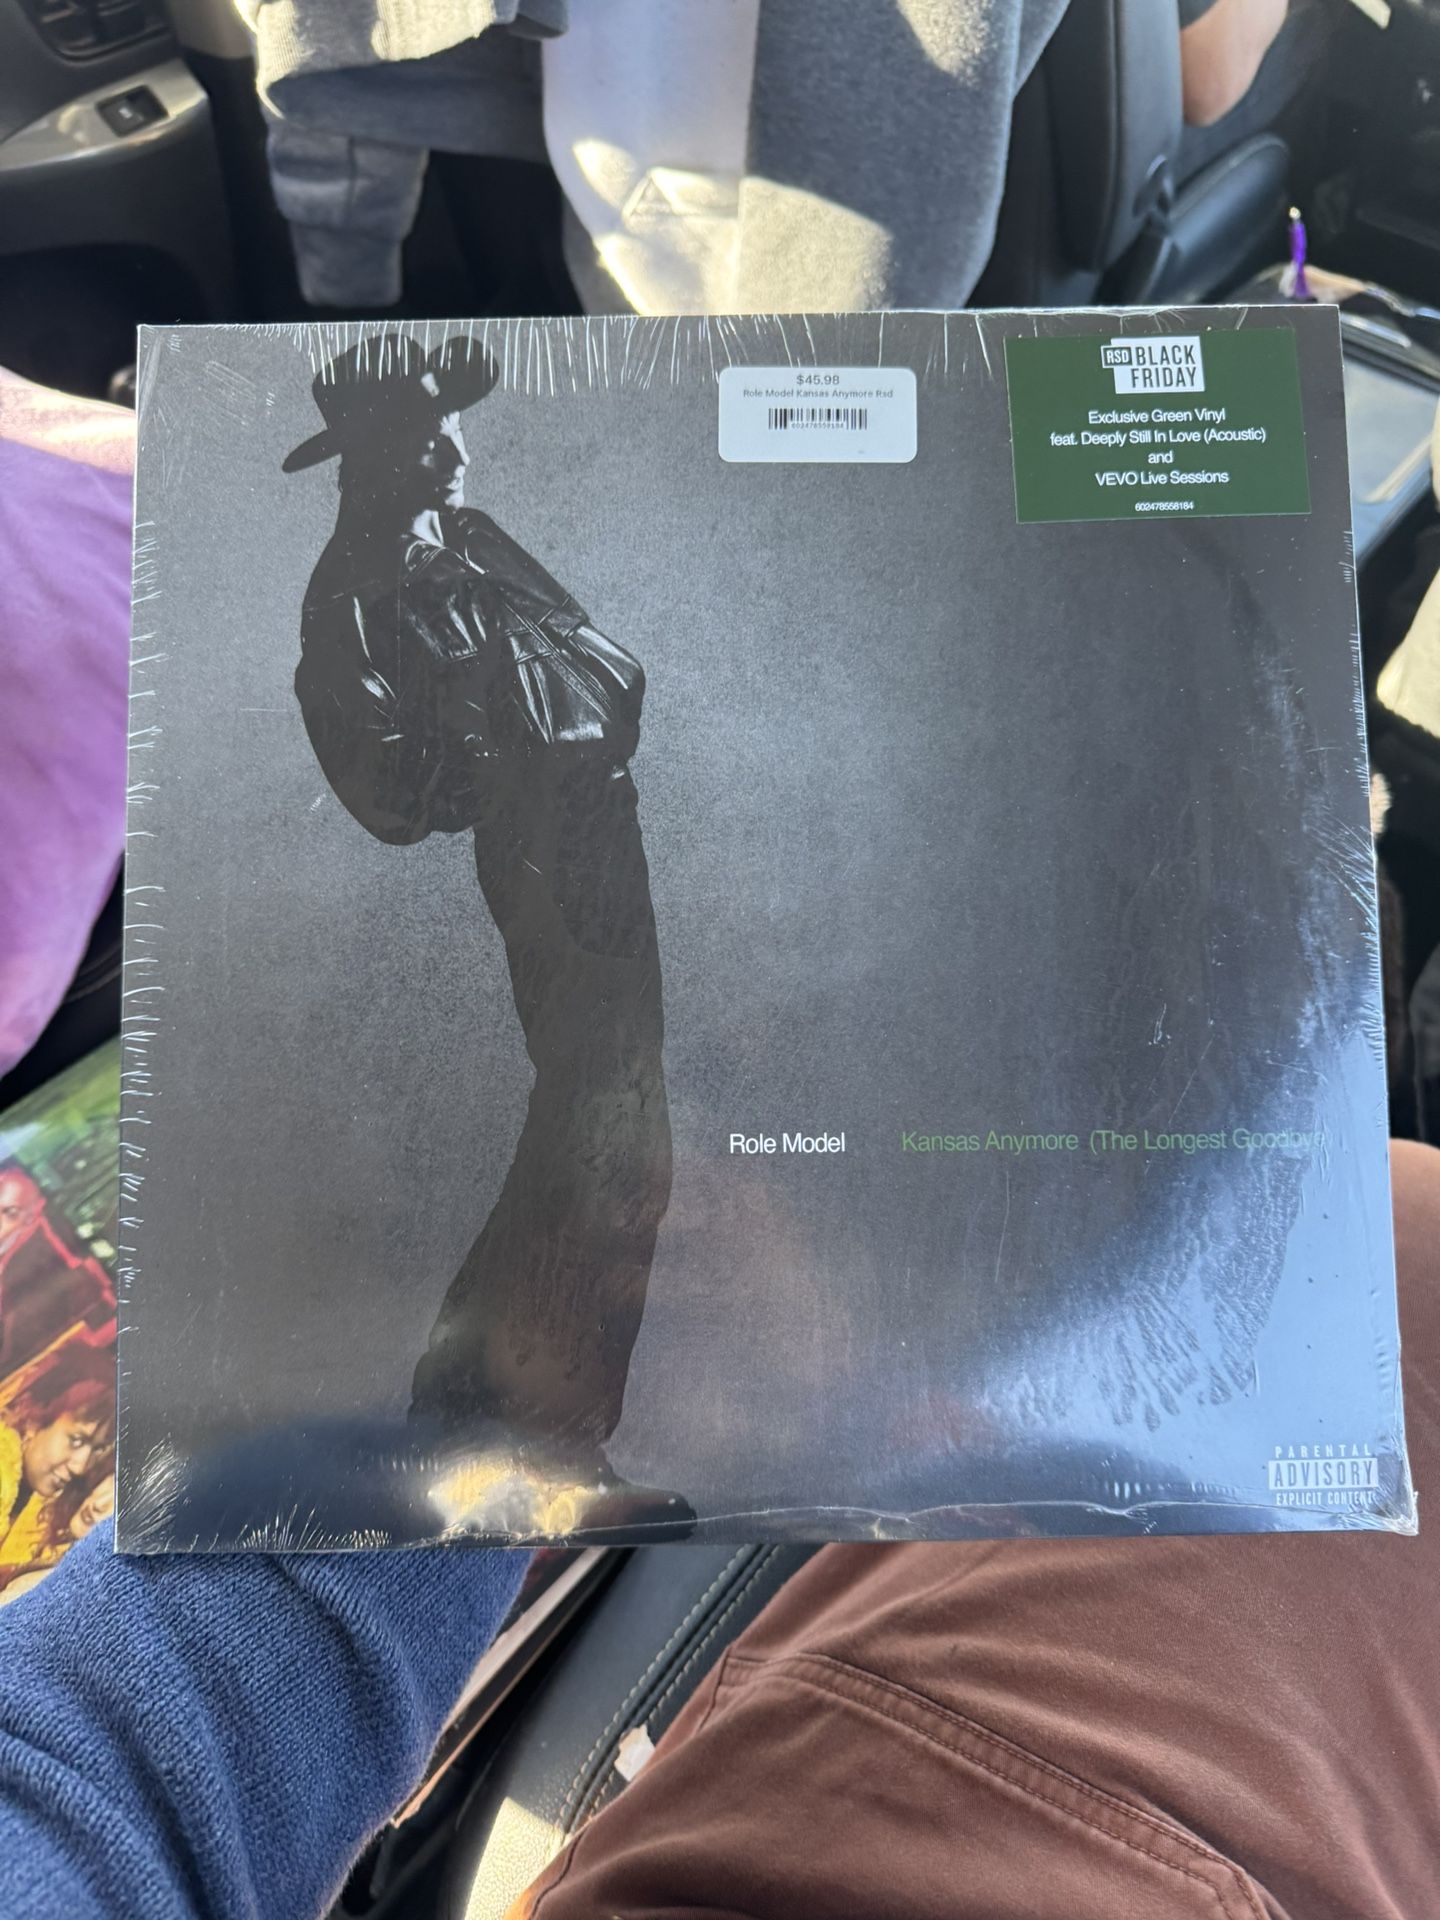 $45.98
Role Model Kansas Anymore Rsd
602478558184
RSD BLACK
FRIDAY
Exclusive Green Vinyl
feat. Deeply Still In Love (Acoustic)
and
VEVO Live Sessions
602478558184
Role Model Kansas Anymore (The Longest Goodbye)
PARENTAL
ADVISORY
EXPLICIT CONTENT